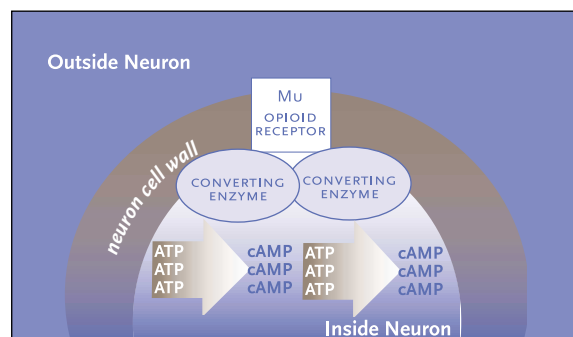 Outside Neuron
Mu
OPIOID
RECEPTOR
neuron cell wall
CONVERTING
ENZYME
CONVERTING
ENZYME
ATP
ATP
ATP
cAMP
cAMP
cAMP
ATP
ATP
ATP
cAMP
cAMP
cAMP
Inside Neuron